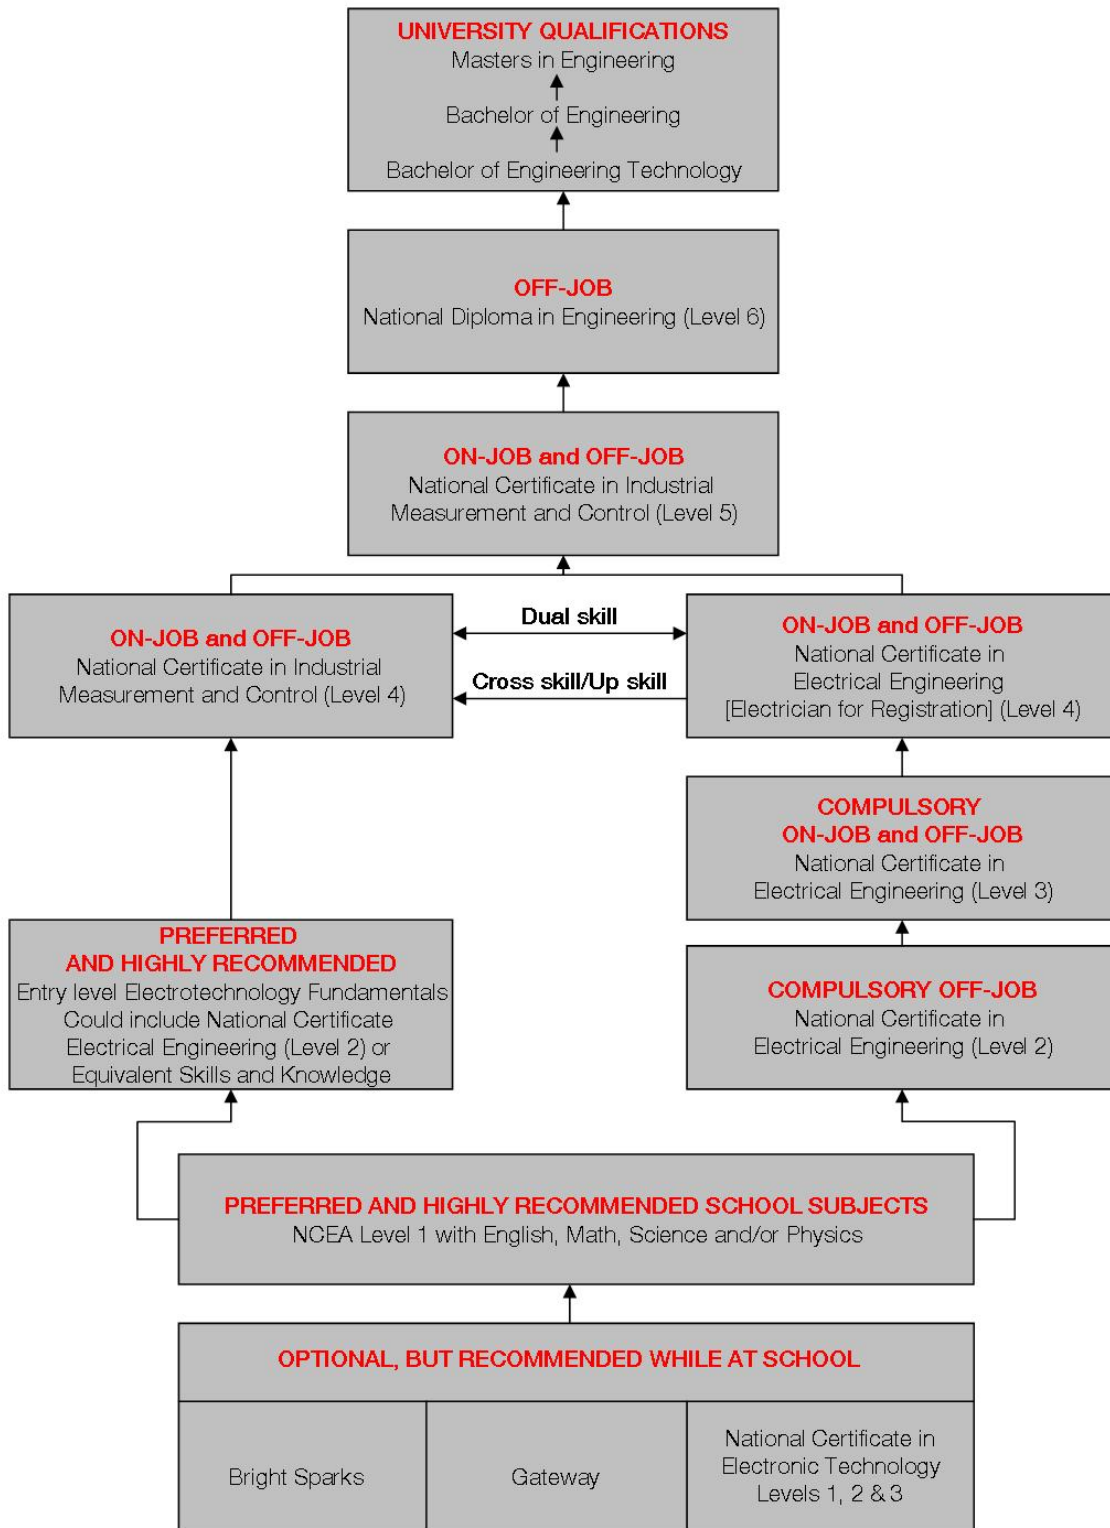 UNIVERSITY QUALIFICATIONS
Masters in Engineering
Bachelor of Engineering
Bachelor of Engineering Technology
OFF-JOB
National Diploma in Engineering (Level 6)
ON-JOB and OFF-JOB
National Certificate in Industrial
Measurement and Control (Level 5)
ON-JOB and OFF-JOB
National Certificate in Industrial
Measurement and Control (Level 4)
Dual skill
Cross skill/Up skill
ON-JOB and OFF-JOB
National Certificate in
Electrical Engineering
[Electrician for Registration] (Level 4)
COMPULSORY
ON-JOB and OFF-JOB
National Certificate in
Electrical Engineering (Level 3)
PREFERRED
AND HIGHLY RECOMMENDED
Entry level Electrotechnology Fundamentals
Could include National Certificate
Electrical Engineering (Level 2) or
Equivalent Skills and Knowledge
COMPULSORY OFF-JOB
National Certificate in
Electrical Engineering (Level 2)
PREFERRED AND HIGHLY RECOMMENDED SCHOOL SUBJECTS
NCEA Level 1 with English, Math, Science and/or Physics
OPTIONAL, BUT RECOMMENDED WHILE AT SCHOOL
Bright Sparks
Gateway
National Certificate in
Electronic Technology
Levels 1, 2 & 3